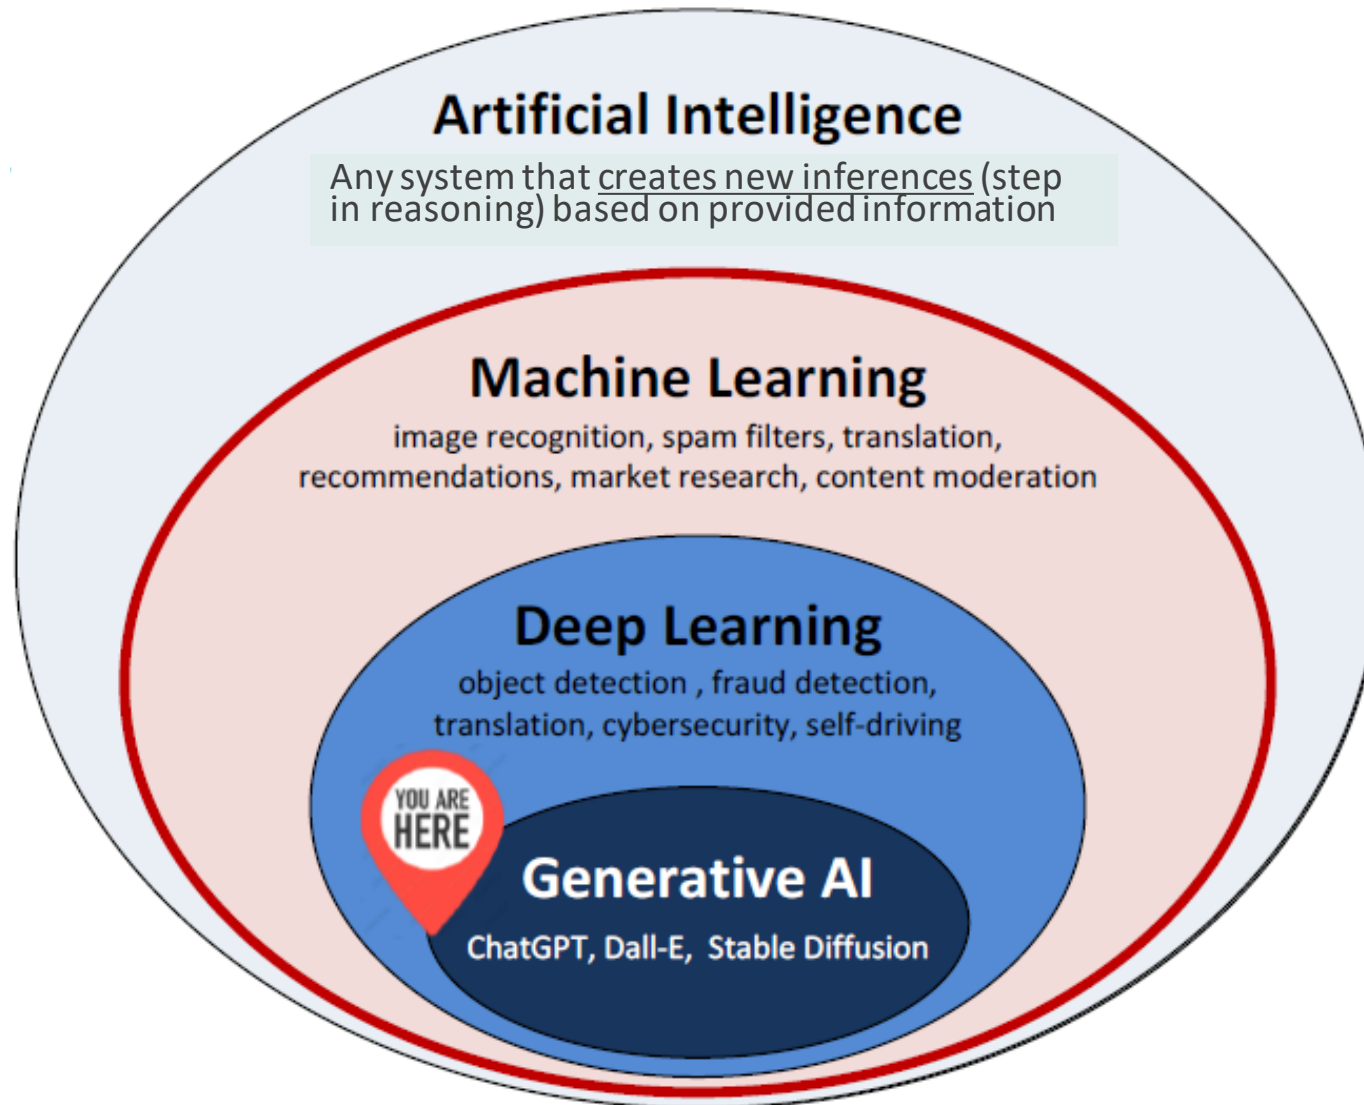 Artificial Intelligence
Any system that creates new inferences (step
in reasoning) based on provided information
Machine Learning
image recognition, spam filters, translation,
recommendations, market research, content moderation
Deep Learning
object detection , fraud detection,
translation, cybersecurity, self-driving
YOU ARE
HERE
Generative AI
ChatGPT, Dall-E, Stable Diffusion